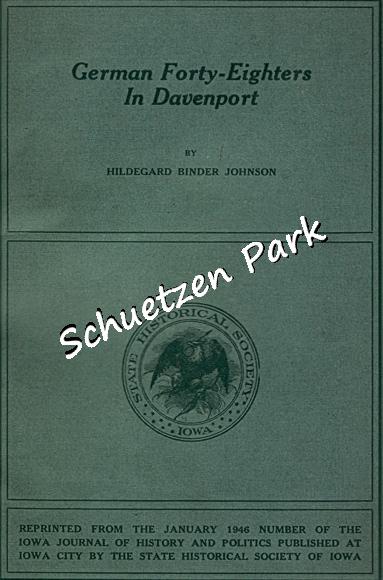 German Forty-Eighters
In Davenport
BY
HILDEGARD BINDER JOHNSON
Schuetzen Park
STATE HISTORICAL SOCIETY
IOWA
REPRINTED FROM THE JANUARY 1946 NUMBER OF THE
IOWA JOURNAL OF HISTORY AND POLITICS PUBLISHED AT
IOWA CITY BY THE STATE HISTORICAL SOCIETY OF IOWA